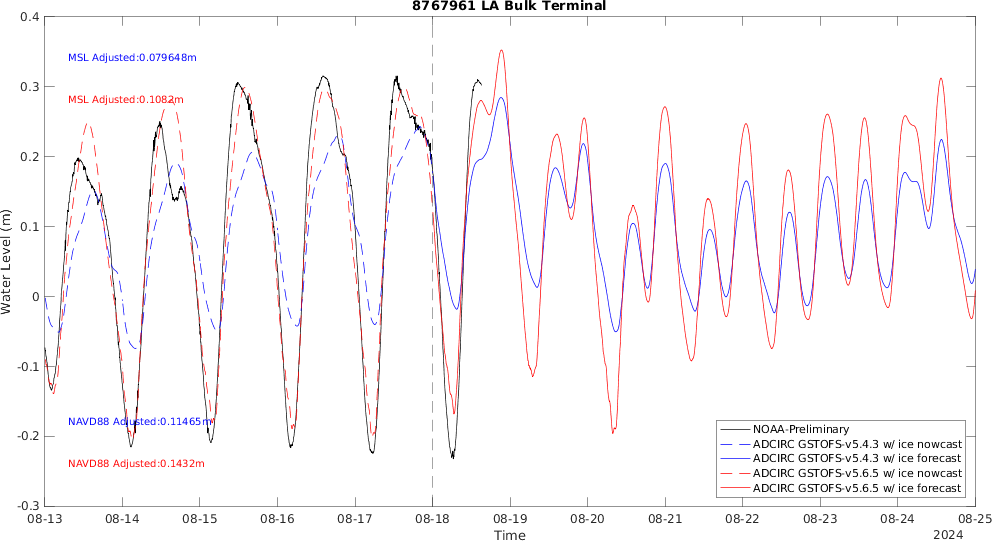 8767961 LA Bulk Terminal
0.4
0.3
0.2
0.1
0
-0.1
-0.2
-0.3
Water Level (m)
MSL Adjusted:0.079648m
MSL Adjusted:0.1082m
NAVD88 Adjusted:0.11465m
NAVD88 Adjusted:0.1432m
NOAA-Preliminary
ADCIRC GSTOFS-v5.4.3 w/ ice nowcast
ADCIRC GSTOFS-v5.4.3 w/ ice forecast
ADCIRC GSTOFS-v5.6.5 w/ ice nowcast
ADCIRC GSTOFS-v5.6.5 w/ ice forecast
08-13 08-14 08-15 08-16 08-17 08-18 08-19 08-20 08-21 08-22 08-23 08-24 08-25
Time
2024